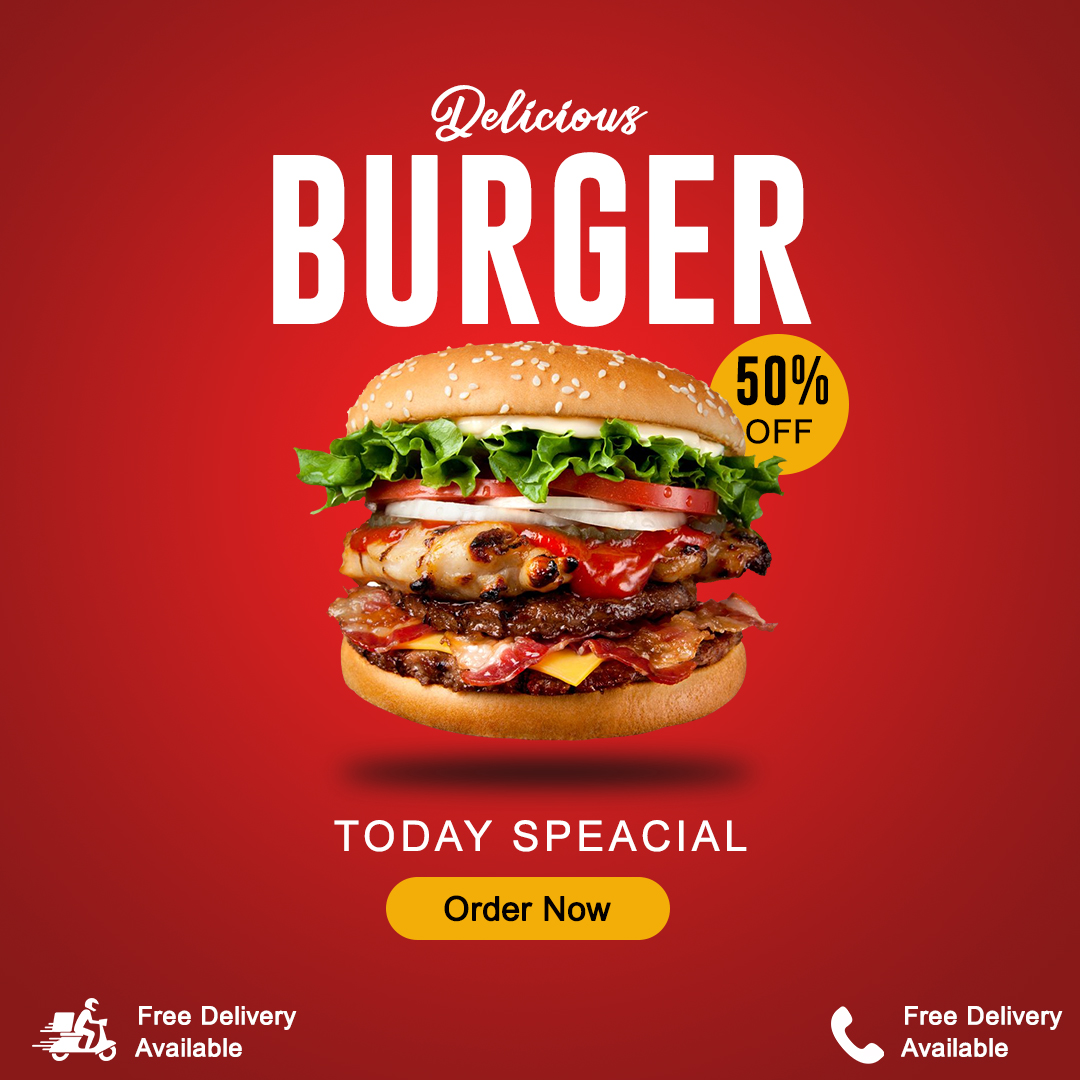 Delicious
BURGER
50%
OFF
TODAY SPEACIAL
Order Now
Free Delivery
Available
Free Delivery
Available